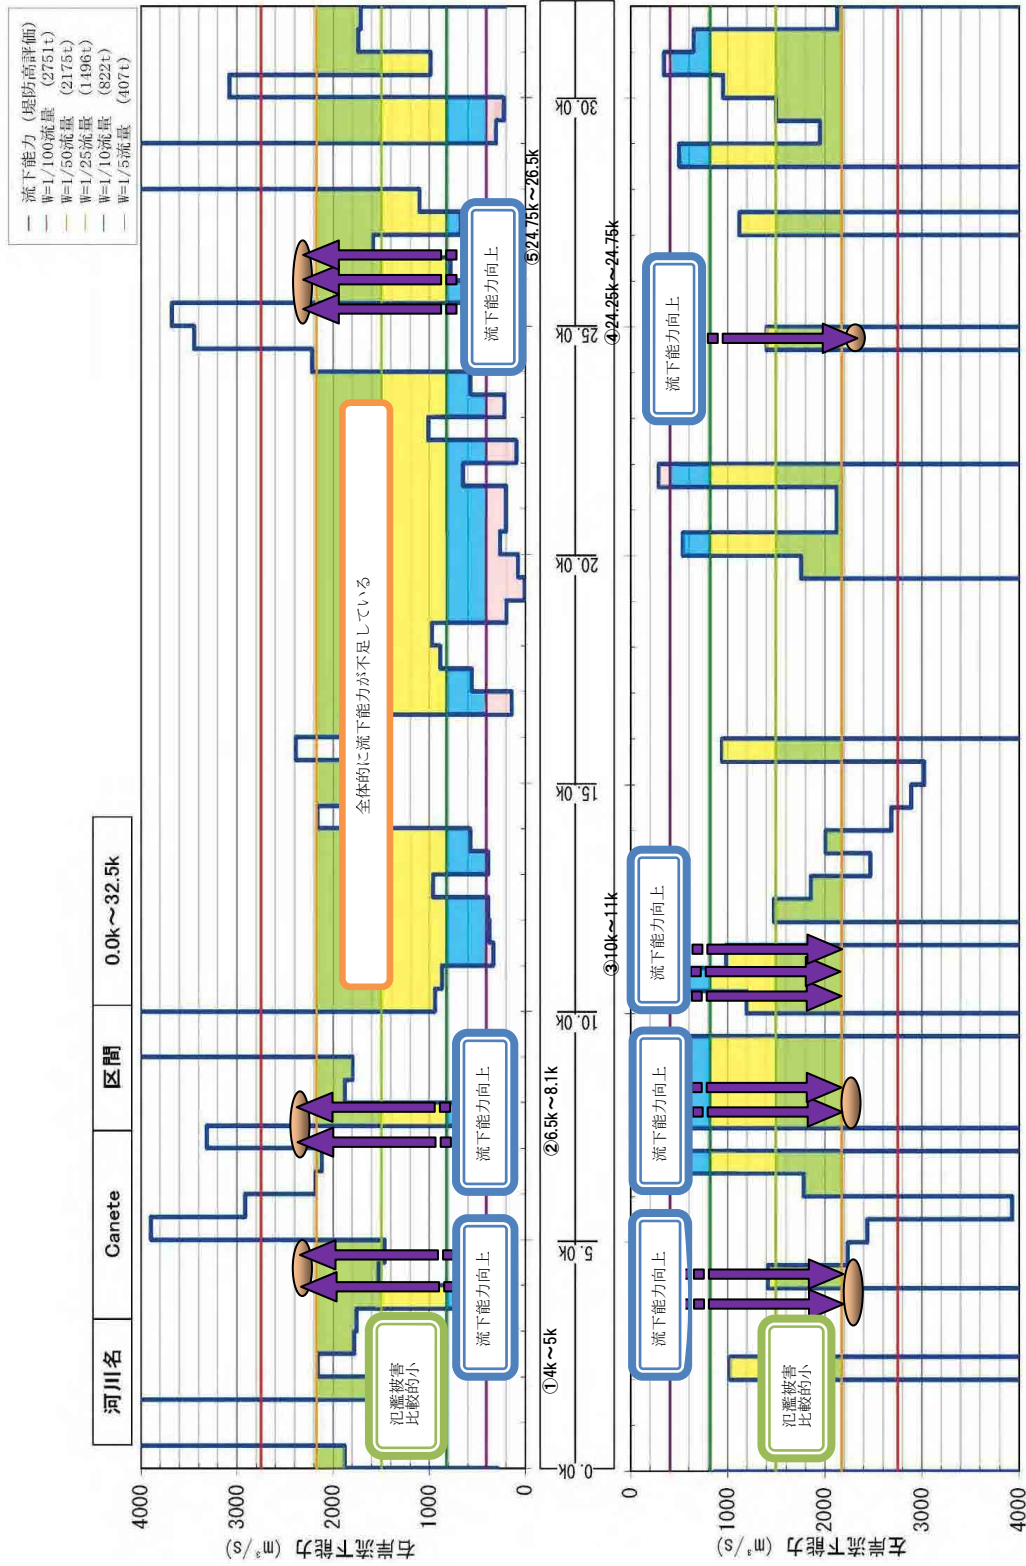 河川名 Canete 区間 0.0k～32.5k
流下能力 (堤防高評価)
W=1/100流量 (2751t)
W=1/50流量 (2175t)
W=1/25流量 (1496t)
W=1/10流量 (822t)
W=1/5流量 (407t)
右岸流下能力 (m³/s)
4000
3000
2000
1000
0
氾濫被害
比較的小
流下能力向上
流下能力向上
全体的に流下能力が不足している
流下能力向上
①4k～5k
②6.5k～8.1k
⑤24.75k～26.5k
0.0k
5.0k
10.0k
15.0k
20.0k
25.0k
30.0k
③10k～11k
④24.25k～24.75k
左岸流下能力 (m³/s)
0
1000
2000
3000
4000
流下能力向上
流下能力向上
流下能力向上
流下能力向上
氾濫被害
比較的小